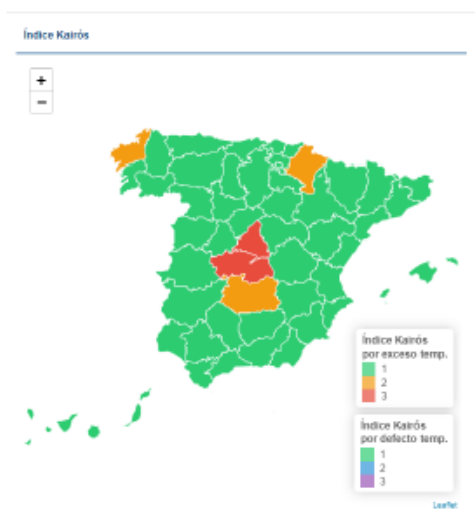 Índice Kairós
+
−
Índice Kairós
por exceso temp.
1
2
3
Índice Kairós
por defecto temp.
1
2
3
Leaflet